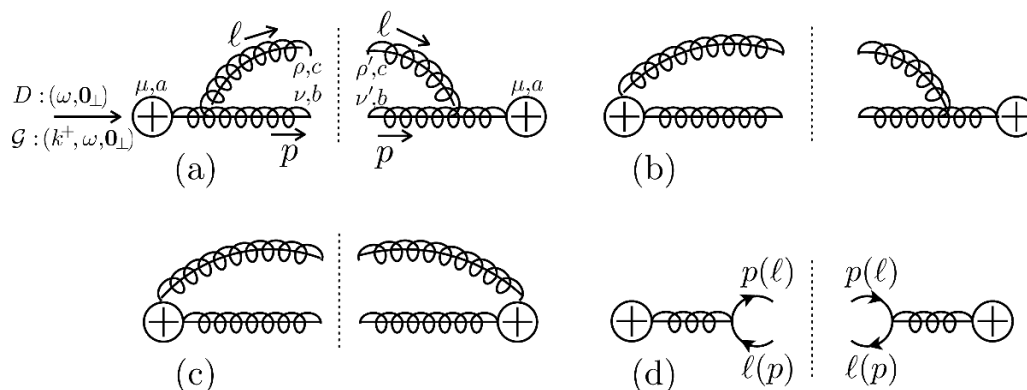 ℓ ℓ
D : (ω,𝟎⊥) μ,a ρ,c ρ′,c μ,a
ν,b ν′,b
𝒢 : (k⁺, ω,𝟎⊥)
p p
(a) (b)
p(ℓ) p(ℓ)
ℓ(p) ℓ(p)
(c) (d)